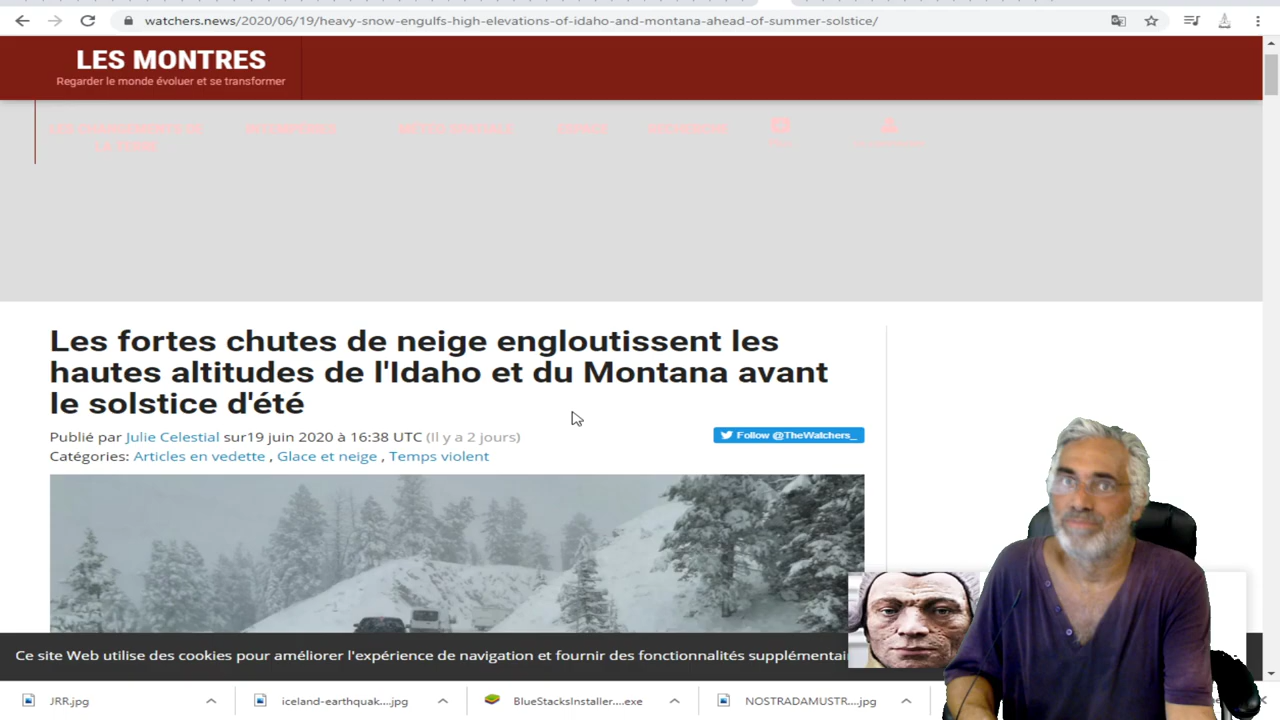 watchers.news/2020/06/19/heavy-snow-engulfs-high-elevations-of-idaho-and-montana-ahead-of-summer-solstice/
LES MONTRES
Regarder le monde évoluer et se transformer
Les fortes chutes de neige engloutissent les
hautes altitudes de l'Idaho et du Montana avant
le solstice d'été
Publié par Julie Celestial sur19 juin 2020 à 16:38 UTC (Il y a 2 jours)
Follow @TheWatchers_
Catégories: Articles en vedette , Glace et neige , Temps violent
Ce site Web utilise des cookies pour améliorer l'expérience de navigation et fournir des fonctionnalités
JRR.jpg
iceland-earthquak....jpg
BlueStacksInstaller....exe
NOSTRADAMUSTR....jpg